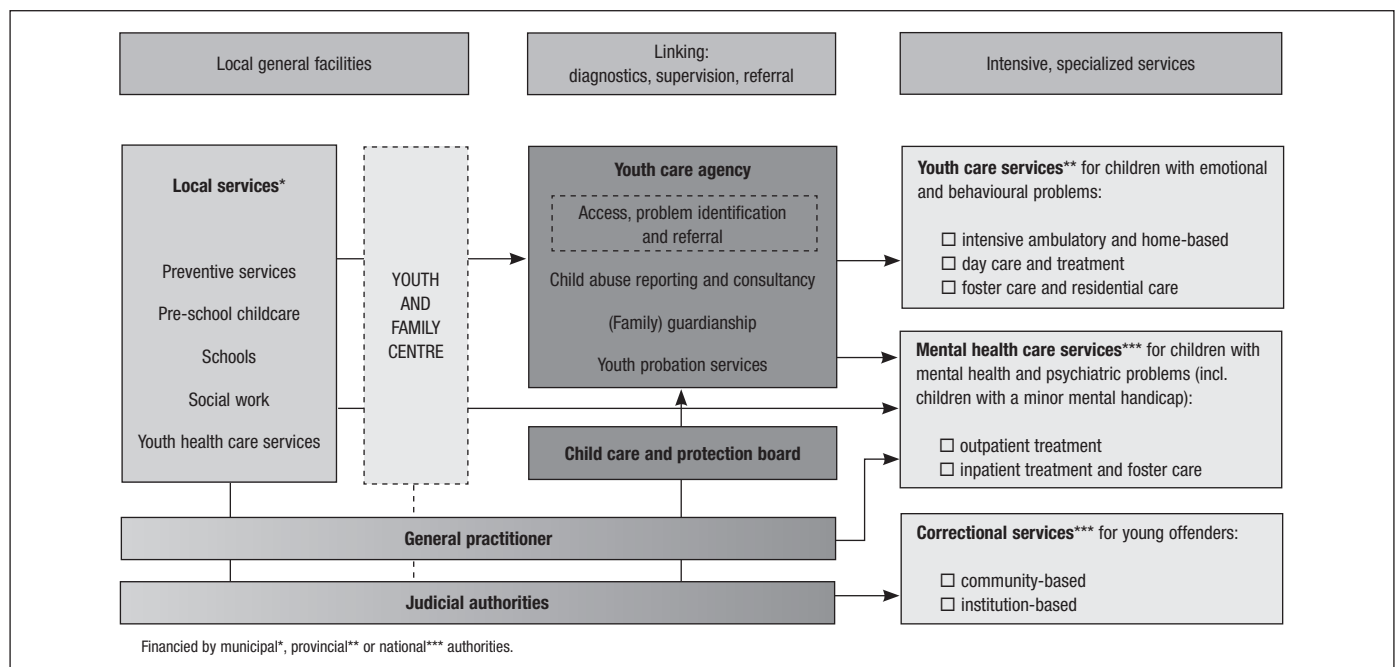 Local general facilities
Linking:
diagnostics, supervision, referral
Intensive, specialized services
Local services*
Preventive services
Pre-school childcare
Schools
Social work
Youth health care services
YOUTH
AND
FAMILY
CENTRE
Youth care agency
Access, problem identification
and referral
Child abuse reporting and consultancy
(Family) guardianship
Youth probation services
Child care and protection board
General practitioner
Judicial authorities
Youth care services** for children with emotional
and behavioural problems:
☐ intensive ambulatory and home-based
☐ day care and treatment
☐ foster care and residential care
Mental health care services*** for children with
mental health and psychiatric problems (incl.
children with a minor mental handicap):
☐ outpatient treatment
☐ inpatient treatment and foster care
Correctional services*** for young offenders:
☐ community-based
☐ institution-based
Financied by municipal*, provincial** or national*** authorities.